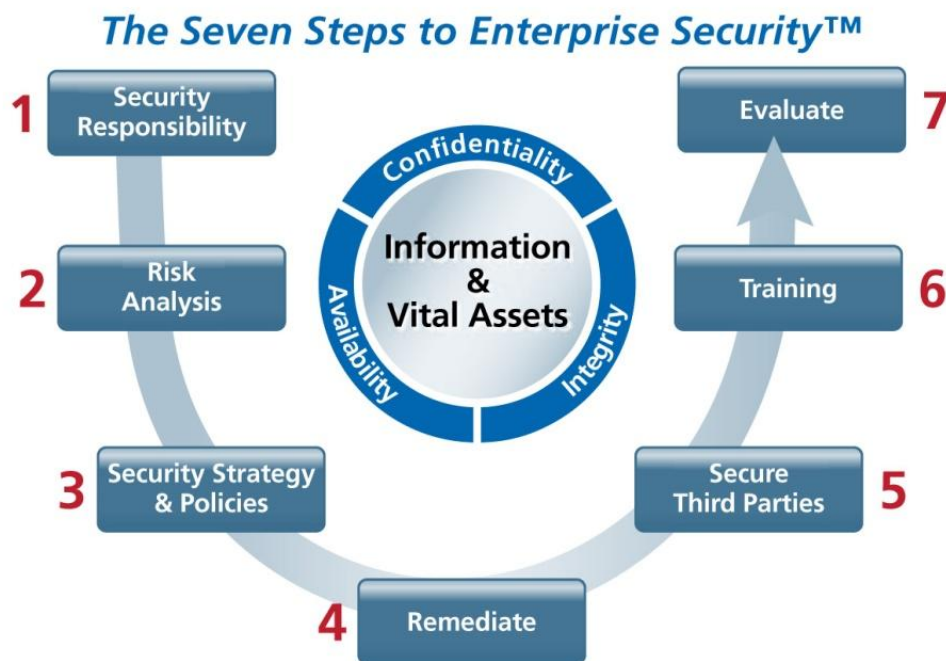 The Seven Steps to Enterprise Security™
1
Security
Responsibility
2
Risk
Analysis
3
Security Strategy
& Policies
4
Remediate
5
Secure
Third Parties
6
Training
7
Evaluate
Confidentiality
Availability
Integrity
Information
&
Vital Assets